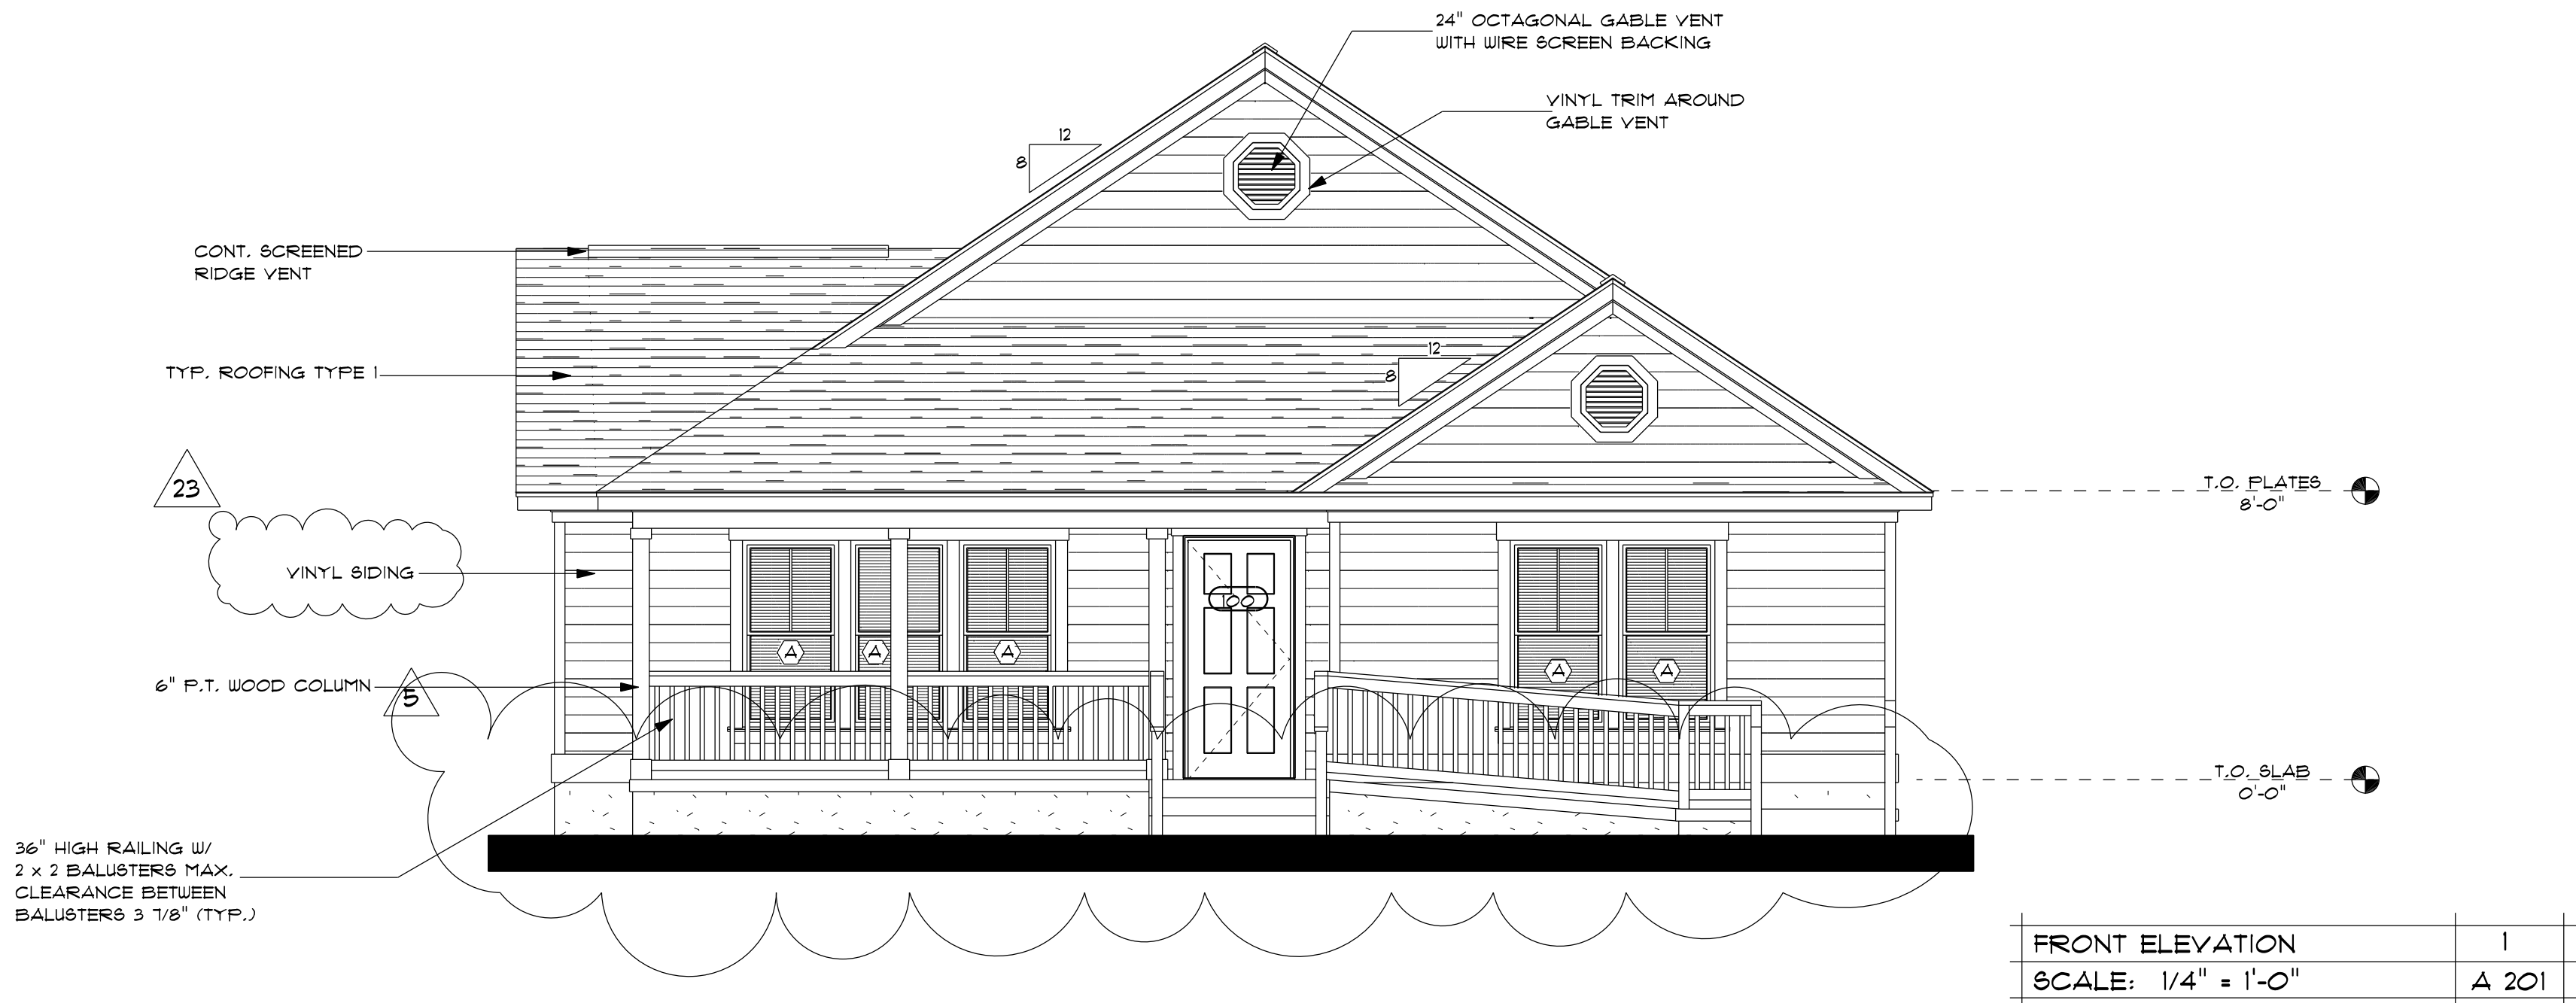 24" OCTAGONAL GABLE VENT
WITH WIRE SCREEN BACKING
VINYL TRIM AROUND
GABLE VENT
12
8
CONT. SCREENED
RIDGE VENT
12
8
TYP. ROOFING TYPE 1
23
T.O. PLATES
8'-0"
VINYL SIDING
A
A
A
A
A
6" P.T. WOOD COLUMN
5
T.O. SLAB
0'-0"
36" HIGH RAILING W/
2 x 2 BALUSTERS MAX.
CLEARANCE BETWEEN
BALUSTERS 3 7/8" (TYP.)
FRONT ELEVATION
1
SCALE: 1/4" = 1'-0"
A 201